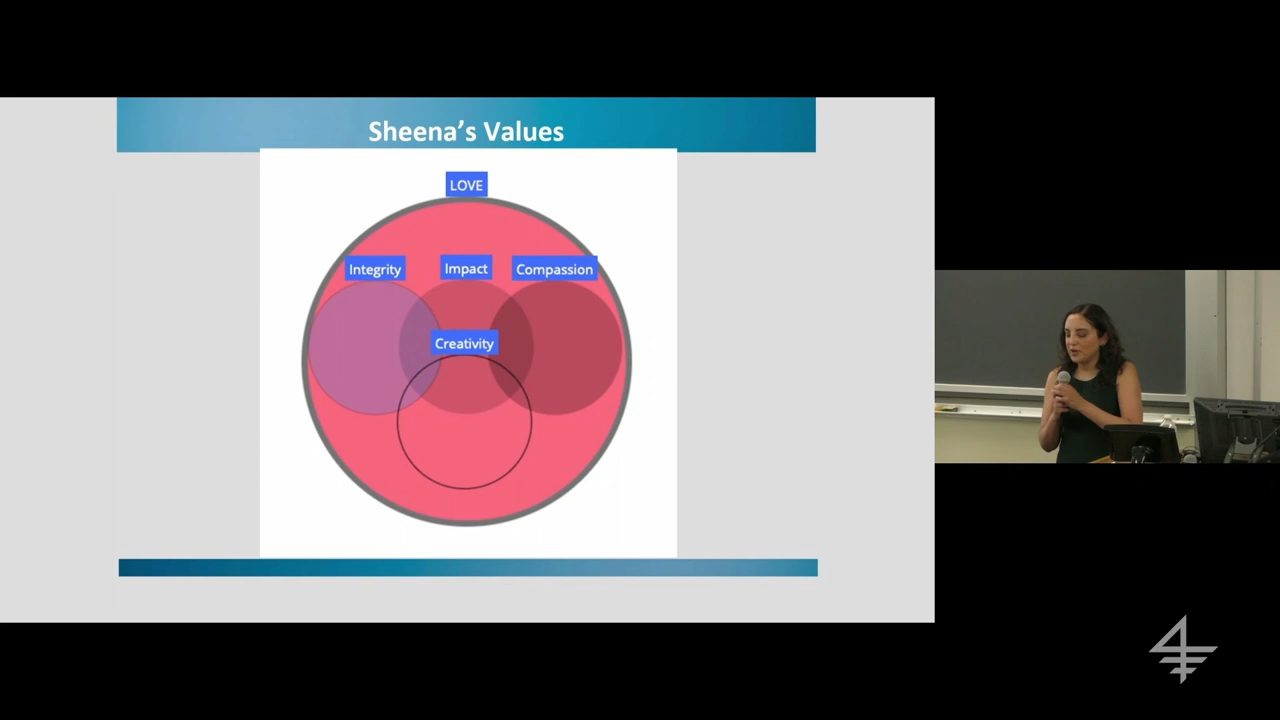 Sheena’s Values
LOVE
Integrity
Impact
Compassion
Creativity